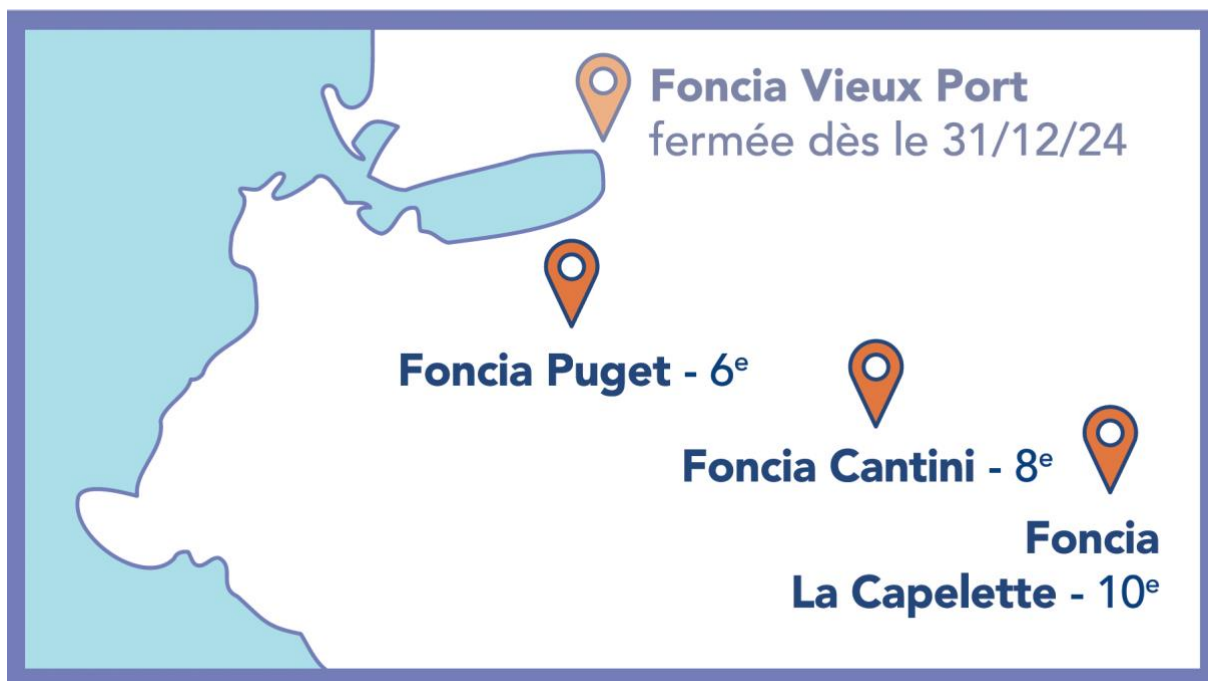 Foncia Vieux Port
fermée dès le 31/12/24
Foncia Puget - 6ᵉ
Foncia Cantini - 8ᵉ
Foncia
La Capelette - 10ᵉ